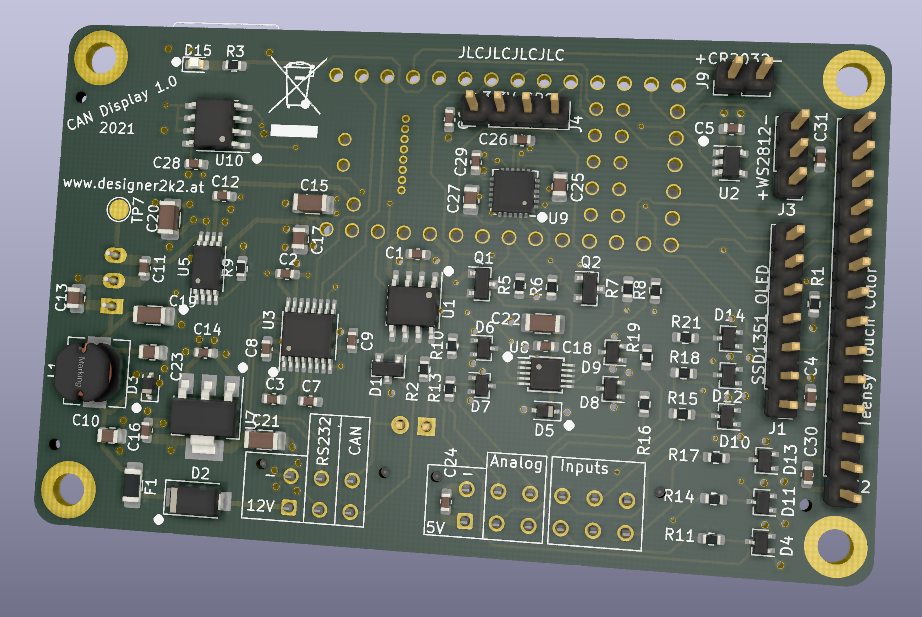 D15
R3
JLCJLCJLCJLC
+CR2032-
J9
CAN Display 1.0
2021
J4
C26
C5
C31
+WS2812-
U10
C28
C29
U2
www.designer2k2.at
C12
C15
C27
C25
U9
J3
TP7
C20
C17
U5
R9
C11
C2
C1
Q1
Q2
R5
R6
R7
R8
U1
R1
SSD1351 OLED
Teensy Touch Color
C13
C19
U3
C14
C22
D6
R19
R21
D14
R10
U8
C18
D9
R18
C8
C9
C23
D3
D1
R2
R13
D7
D8
D12
C4
C3
C7
D5
R15
D10
J1
C10
C16
C21
RS232
CAN
R16
R17
D13
C30
C24
Analog
Inputs
F1
D2
12V
5V
R14
D11
R11
D4